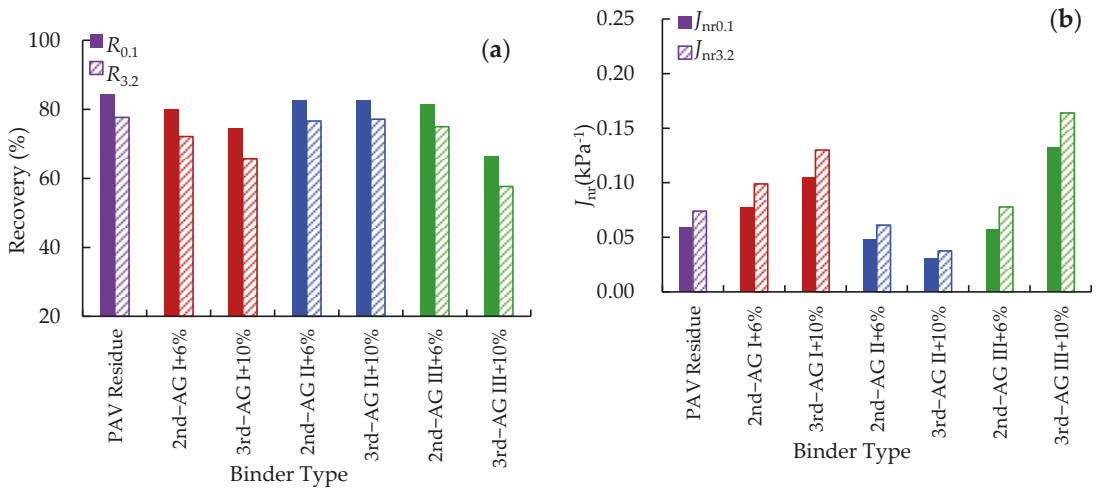 (a)
R0.1
R3.2
100
80
60
40
20
Recovery (%)
PAV Residue
2nd−AG I+6%
3rd−AG I+10%
2nd−AG II+6%
3rd−AG II+10%
2nd−AG III+6%
3rd−AG III+10%
Binder Type
(b)
Jnr0.1
Jnr3.2
0.25
0.20
0.15
0.10
0.05
0.00
Jnr(kPa-1)
PAV Residue
2nd−AG I+6%
3rd−AG I+10%
2nd−AG II+6%
3rd−AG II+10%
2nd−AG III+6%
3rd−AG III+10%
Binder Type